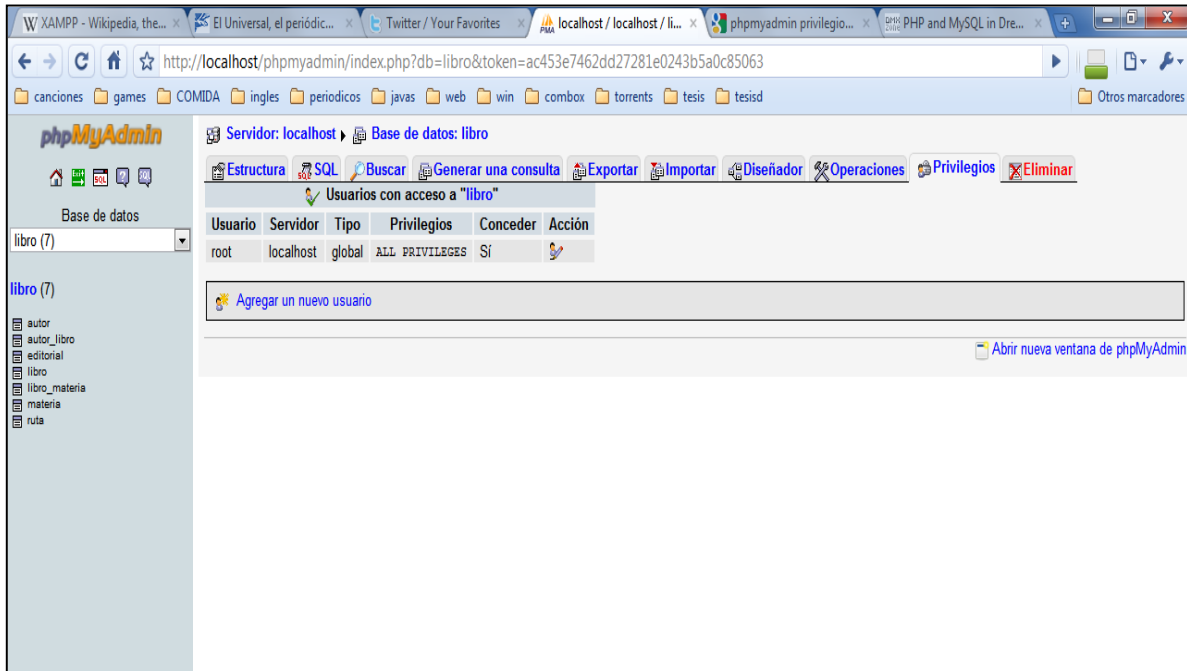 XAMPP - Wikipedia, the...
El Universal, el periódic...
Twitter / Your Favorites
localhost / localhost / li...
phpmyadmin privilegio...
PHP and MySQL in Dre...
http://localhost/phpmyadmin/index.php?db=libro&token=ac453e7462dd27281e0243b5a0c85063
canciones games COMIDA ingles periodicos javas web win combox torrents tesis tesisd Otros marcadores
phpMyAdmin
Servidor: localhost Base de datos: libro
Estructura SQL Buscar Generar una consulta Exportar Importar Diseñador Operaciones Privilegios Eliminar
Base de datos
libro (7)
libro (7)
autor
autor_libro
editorial
libro
libro_materia
materia
ruta
Usuarios con acceso a "libro"
Usuario Servidor Tipo Privilegios Conceder Acción
root localhost global ALL PRIVILEGES Sí
Agregar un nuevo usuario
Abrir nueva ventana de phpMyAdmin